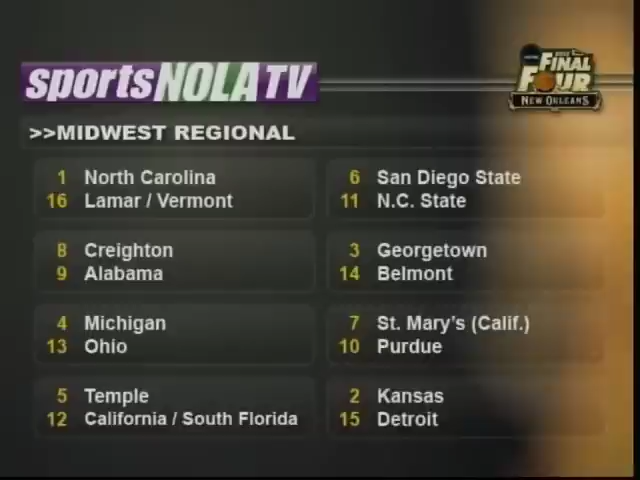 sportsNOLATV
FINAL
FOUR
NEW ORLEANS
>>MIDWEST REGIONAL
1 North Carolina
16 Lamar / Vermont
8 Creighton
9 Alabama
4 Michigan
13 Ohio
5 Temple
12 California / South Florida
6 San Diego State
11 N.C. State
3 Georgetown
14 Belmont
7 St. Mary's (Calif.)
10 Purdue
2 Kansas
15 Detroit